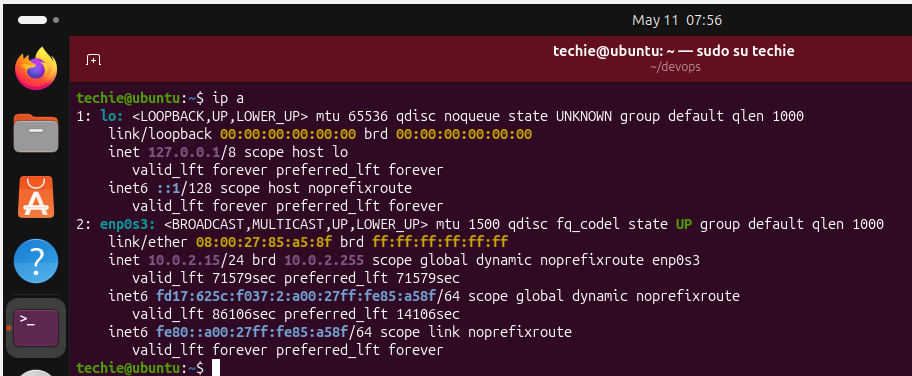 May 11 07:56
techie@ubuntu: ~ — sudo su techie
~/devops
techie@ubuntu:~$ ip a
1: lo: <LOOPBACK,UP,LOWER_UP> mtu 65536 qdisc noqueue state UNKNOWN group default qlen 1000
    link/loopback 00:00:00:00:00:00 brd 00:00:00:00:00:00
    inet 127.0.0.1/8 scope host lo
       valid_lft forever preferred_lft forever
    inet6 ::1/128 scope host noprefixroute
       valid_lft forever preferred_lft forever
2: enp0s3: <BROADCAST,MULTICAST,UP,LOWER_UP> mtu 1500 qdisc fq_codel state UP group default qlen 1000
    link/ether 08:00:27:85:a5:8f brd ff:ff:ff:ff:ff:ff
    inet 10.0.2.15/24 brd 10.0.2.255 scope global dynamic noprefixroute enp0s3
       valid_lft 71579sec preferred_lft 71579sec
    inet6 fd17:625c:f037:2:a00:27ff:fe85:a58f/64 scope global dynamic noprefixroute
       valid_lft 86106sec preferred_lft 14106sec
    inet6 fe80::a00:27ff:fe85:a58f/64 scope link noprefixroute
       valid_lft forever preferred_lft forever
techie@ubuntu:~$